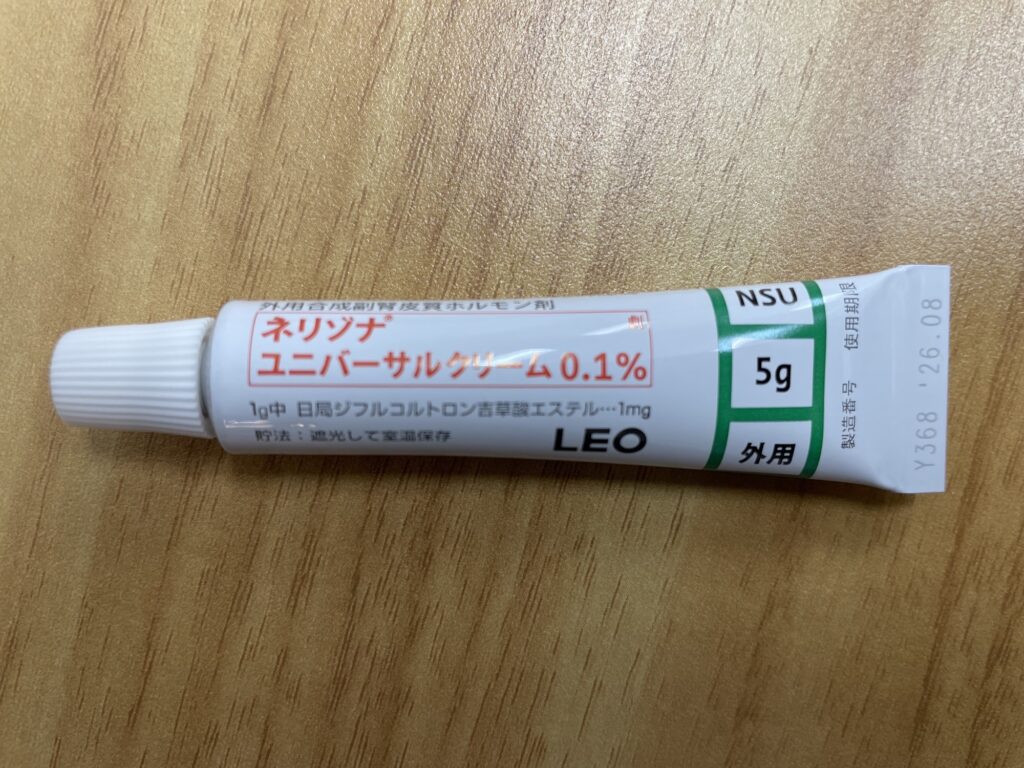 外用合成副腎皮質ホルモン剤
ネリゾナ®
劇
ユニバーサルクリーム 0.1%
1g中 日局ジフルコルトロン吉草酸エステル…1mg
貯法：遮光して室温保存
LEO
NSU
5g
外用
製造番号 使用期限
Y368 '26.08